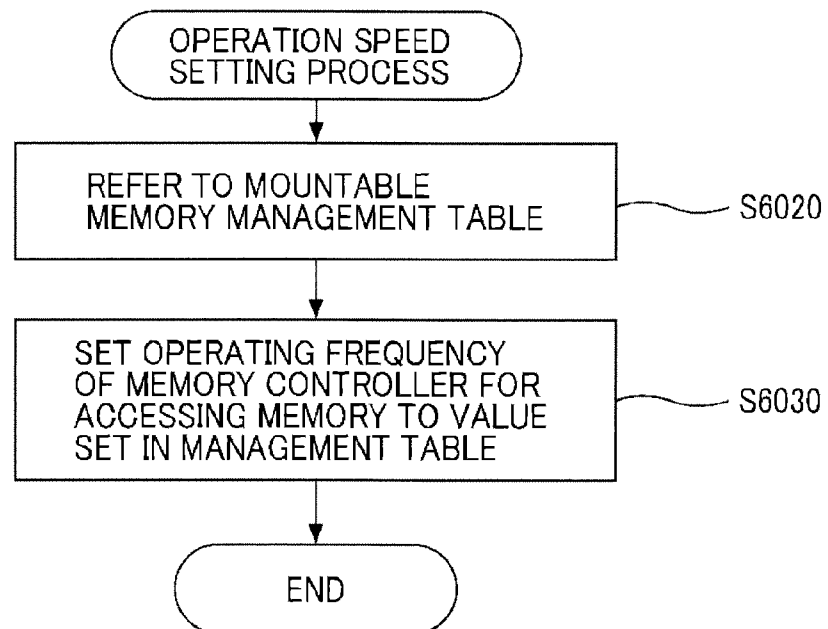 OPERATION SPEED
SETTING PROCESS
REFER TO MOUNTABLE
MEMORY MANAGEMENT TABLE
S6020
SET OPERATING FREQUENCY
OF MEMORY CONTROLLER FOR
ACCESSING MEMORY TO VALUE
SET IN MANAGEMENT TABLE
S6030
END